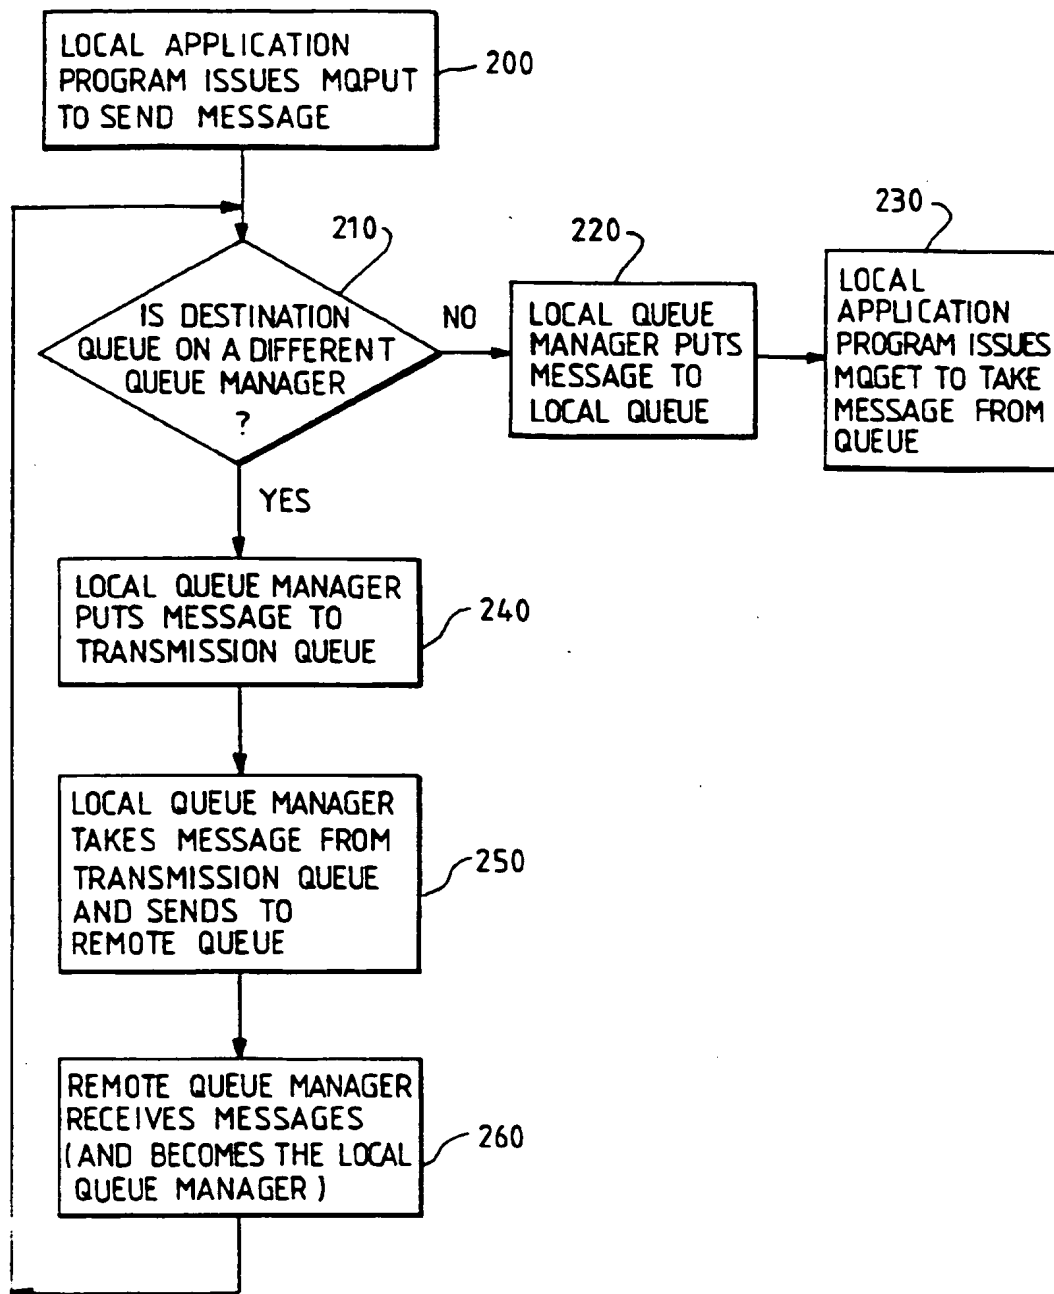 LOCAL APPLICATION
PROGRAM ISSUES MQPUT
TO SEND MESSAGE
200
210
IS DESTINATION
QUEUE ON A DIFFERENT
QUEUE MANAGER
?
NO
220
LOCAL QUEUE
MANAGER PUTS
MESSAGE TO
LOCAL QUEUE
230
LOCAL
APPLICATION
PROGRAM ISSUES
MQGET TO TAKE
MESSAGE FROM
QUEUE
YES
LOCAL QUEUE MANAGER
PUTS MESSAGE TO
TRANSMISSION QUEUE
240
LOCAL QUEUE MANAGER
TAKES MESSAGE FROM
TRANSMISSION QUEUE
AND SENDS TO
REMOTE QUEUE
250
REMOTE QUEUE MANAGER
RECEIVES MESSAGES
(AND BECOMES THE LOCAL
QUEUE MANAGER)
260